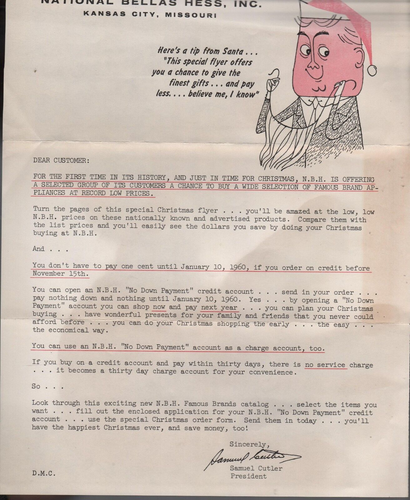 NATIONAL BELLAS HESS, INC.
KANSAS CITY, MISSOURI
Here's a tip from Santa . . .
"This special flyer offers
you a chance to give the
finest gifts . . . and pay
less. . . . believe me, I know"
DEAR CUSTOMER:
FOR THE FIRST TIME IN ITS HISTORY, AND JUST IN TIME FOR CHRISTMAS, N.B.H. IS OFFERING
A SELECTED GROUP OF ITS CUSTOMERS A CHANCE TO BUY A WIDE SELECTION OF FAMOUS BRAND AP-
PLIANCES AT RECORD LOW PRICES.
Turn the pages of this special Christmas flyer . . . you'll be amazed at the low, low
N.B.H. prices on these nationally known and advertised products. Compare them with
the list prices and you'll easily see the dollars you save by doing your Christmas
buying at N.B.H.
And . . .
You don't have to pay one cent until January 10, 1960, if you order on credit before
November 15th.
You can open an N.B.H. "No Down Payment" credit account . . . send in your order . . .
pay nothing down and nothing until January 10, 1960. Yes . . . by opening a "No Down
Payment" account you can shop now and pay next year . . . you can plan your Christmas
buying . . . have wonderful presents for your family and friends that you never could
afford before . . . you can do your Christmas shopping the early . . . the easy . . .
the economical way.
You can use an N.B.H. "No Down Payment" account as a charge account, too.
If you buy on a credit account and pay within thirty days, there is no service charge
. . . it becomes a thirty day charge account for your convenience.
So . . .
Look through this exciting new N.B.H. Famous Brands catalog . . . select the items you
want . . . fill out the enclosed application for your N.B.H. "No Down Payment" credit
account . . . use the special Christmas order form. Send them in today . . . you'll
have the happiest Christmas ever, and save money, too!
Sincerely,
Samuel Cutler
Samuel Cutler
President
D.M.C.